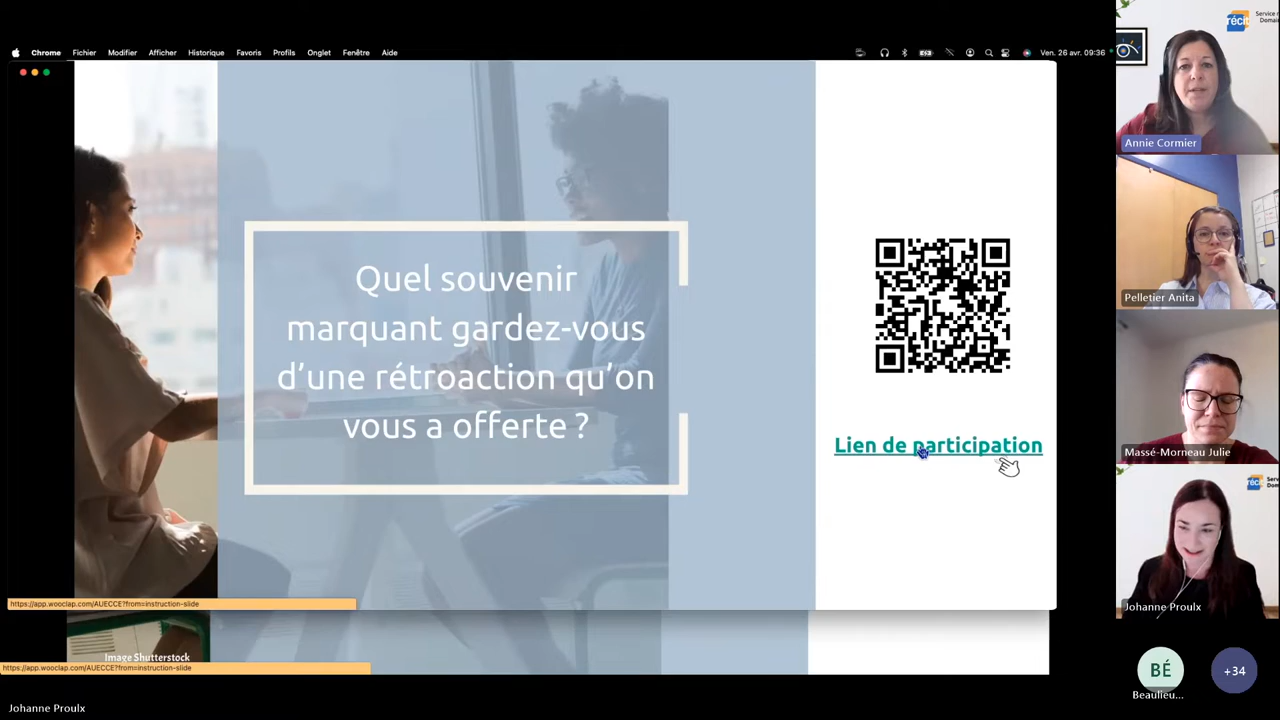 Chrome Fichier Modifier Afficher Historique Favoris Profils Onglet Fenêtre Aide
Ven. 26 avr. 09:36
Quel souvenir
marquant gardez-vous
d’une rétroaction qu’on
vous a offerte ?
Lien de participation
https://app.wooclap.com/AUECCE?from=instruction-slide
Image Shutterstock
https://app.wooclap.com/AUECCE?from=instruction-slide
Johanne Proulx
récit
Annie Cormier
Pelletier Anita
Massé-Morneau Julie
récit
Johanne Proulx
BÉ
Beaulieu...
+34